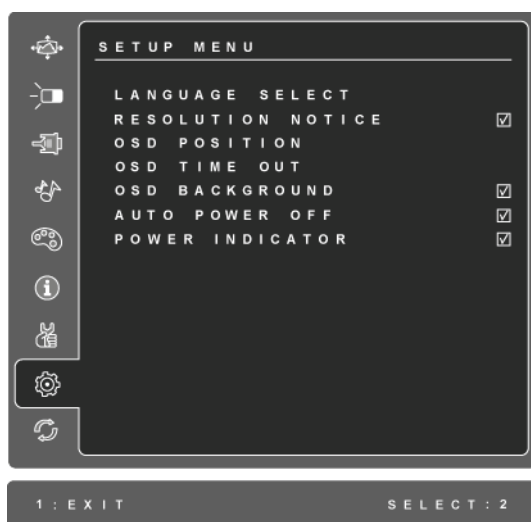 SETUP MENU
LANGUAGE SELECT
RESOLUTION NOTICE
OSD POSITION
OSD TIME OUT
OSD BACKGROUND
AUTO POWER OFF
POWER INDICATOR
1:EXIT SELECT:2